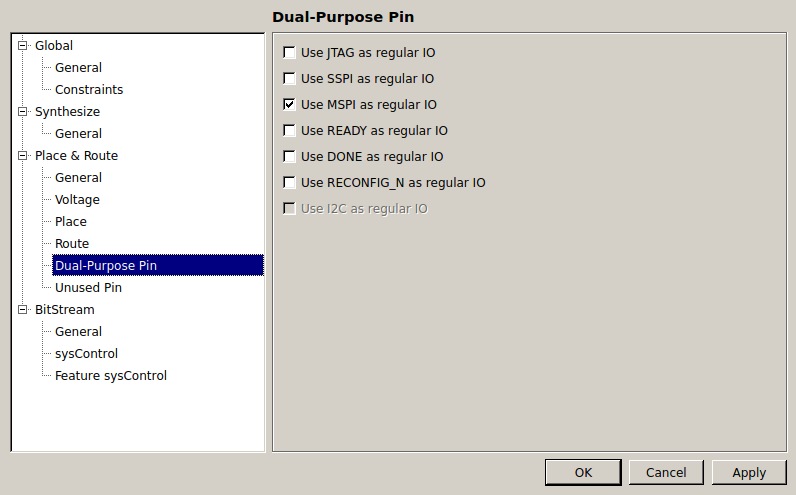 Dual-Purpose Pin
Global
General
Constraints
Synthesize
General
Place & Route
General
Voltage
Place
Route
Dual-Purpose Pin
Unused Pin
BitStream
General
sysControl
Feature sysControl
Use JTAG as regular IO
Use SSPI as regular IO
Use MSPI as regular IO
Use READY as regular IO
Use DONE as regular IO
Use RECONFIG_N as regular IO
Use I2C as regular IO
OK
Cancel
Apply